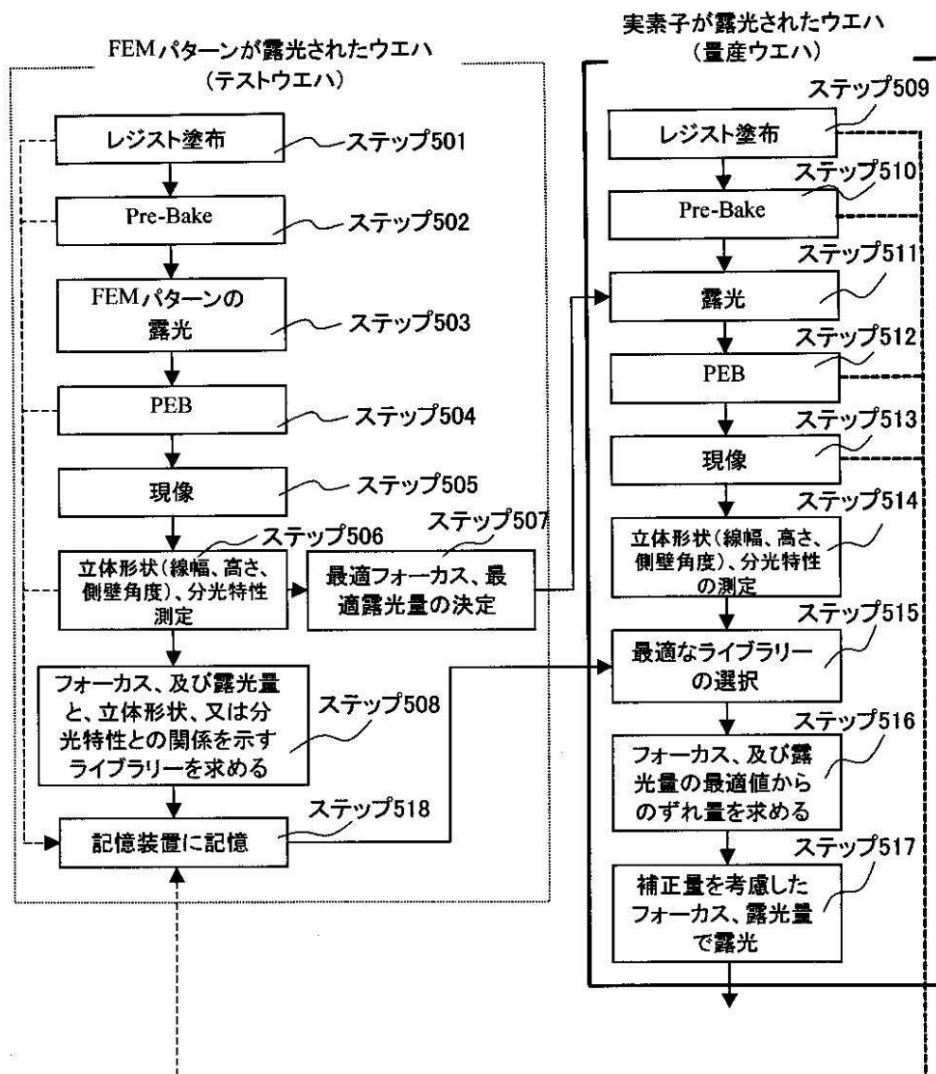 FEMパターンが露光されたウエハ
(テストウエハ)
レジスト塗布
ステップ501
Pre-Bake
ステップ502
FEMパターンの
露光
ステップ503
PEB
ステップ504
現像
ステップ505
ステップ506
立体形状(線幅、高さ、
側壁角度)、分光特性
測定
ステップ507
最適フォーカス、最
適露光量の決定
フォーカス、及び露光量
と、立体形状、又は分
光特性との関係を示す
ライブラリーを求める
ステップ508
ステップ518
記憶装置に記憶
実素子が露光されたウエハ
(量産ウエハ)
ステップ509
レジスト塗布
ステップ510
Pre-Bake
ステップ511
露光
ステップ512
PEB
ステップ513
現像
ステップ514
立体形状(線幅、高さ、
側壁角度)、分光特性
の測定
ステップ515
最適なライブラリー
の選択
ステップ516
フォーカス、及び露
光量の最適値から
のずれ量を求める
ステップ517
補正量を考慮した
フォーカス、露光量
で露光